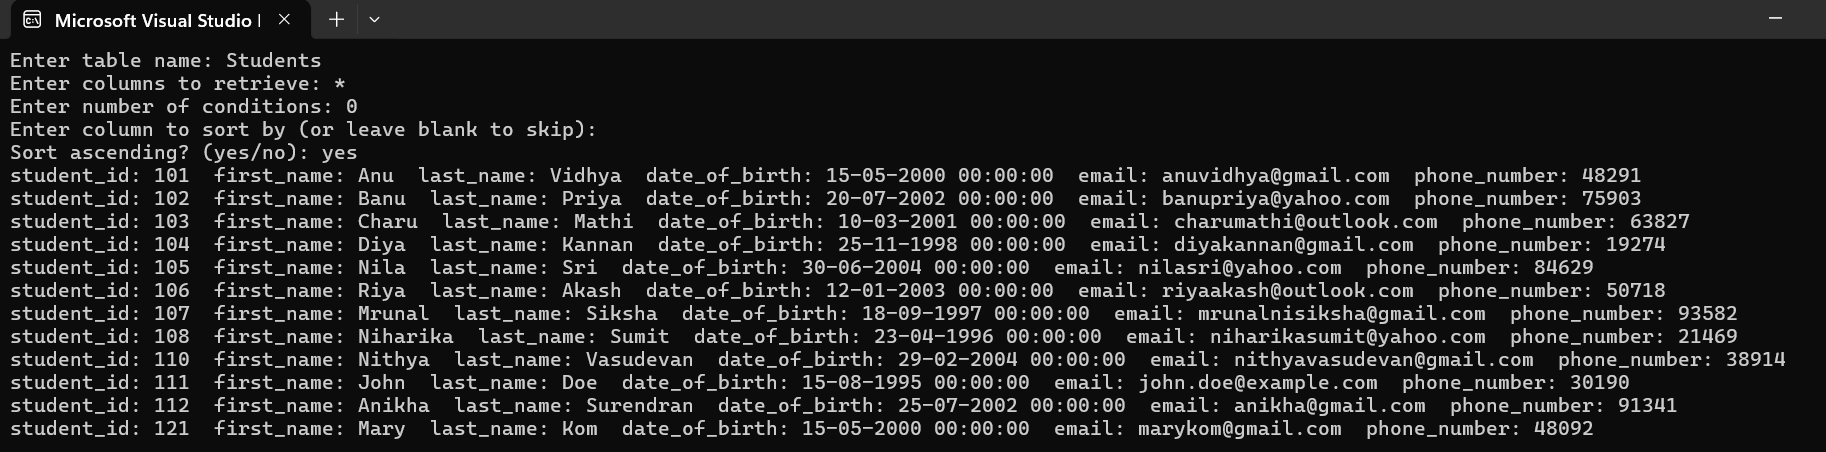 Microsoft Visual Studio
Enter table name: Students
Enter columns to retrieve: *
Enter number of conditions: 0
Enter column to sort by (or leave blank to skip):
Sort ascending? (yes/no): yes
student_id: 101  first_name: Anu  last_name: Vidhya  date_of_birth: 15-05-2000 00:00:00  email: anuvidhya@gmail.com  phone_number: 48291
student_id: 102  first_name: Banu  last_name: Priya  date_of_birth: 20-07-2002 00:00:00  email: banupriya@yahoo.com  phone_number: 75903
student_id: 103  first_name: Charu  last_name: Mathi  date_of_birth: 10-03-2001 00:00:00  email: charumathi@outlook.com  phone_number: 63827
student_id: 104  first_name: Diya  last_name: Kannan  date_of_birth: 25-11-1998 00:00:00  email: diyakannan@gmail.com  phone_number: 19274
student_id: 105  first_name: Nila  last_name: Sri  date_of_birth: 30-06-2004 00:00:00  email: nilasri@yahoo.com  phone_number: 84629
student_id: 106  first_name: Riya  last_name: Akash  date_of_birth: 12-01-2003 00:00:00  email: riyaakash@outlook.com  phone_number: 50718
student_id: 107  first_name: Mrunal  last_name: Siksha  date_of_birth: 18-09-1997 00:00:00  email: mrunalnisiksha@gmail.com  phone_number: 93582
student_id: 108  first_name: Niharika  last_name: Sumit  date_of_birth: 23-04-1996 00:00:00  email: niharikasumit@yahoo.com  phone_number: 21469
student_id: 110  first_name: Nithya  last_name: Vasudevan  date_of_birth: 29-02-2004 00:00:00  email: nithyavasudevan@gmail.com  phone_number: 38914
student_id: 111  first_name: John  last_name: Doe  date_of_birth: 15-08-1995 00:00:00  email: john.doe@example.com  phone_number: 30190
student_id: 112  first_name: Anikha  last_name: Surendran  date_of_birth: 25-07-2002 00:00:00  email: anikha@gmail.com  phone_number: 91341
student_id: 121  first_name: Mary  last_name: Kom  date_of_birth: 15-05-2000 00:00:00  email: marykom@gmail.com  phone_number: 48092